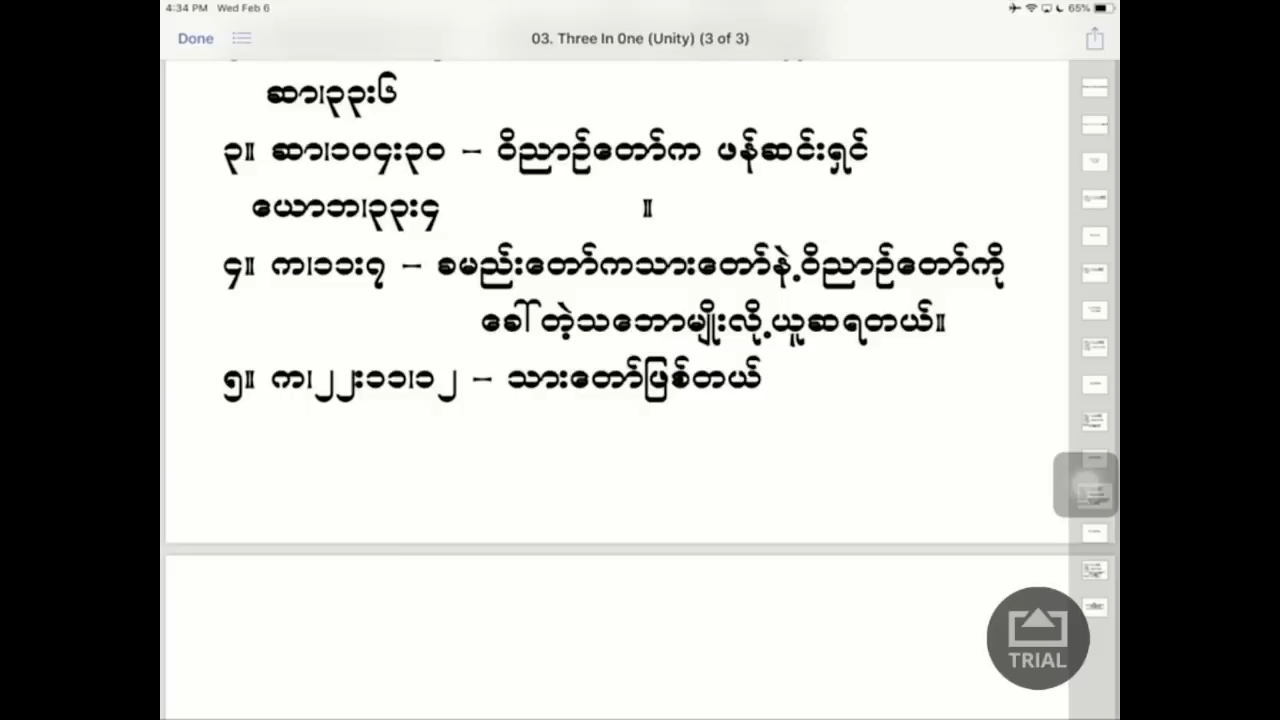 4:34 PM Wed Feb 6
65%
Done
03. Three In One (Unity) (3 of 3)
ဆာ၊၃၃း၆
၃။ ဆာ၊၁၀၄း၃၀ – ဝိညာဉ်တော်က ဖန်ဆင်းရှင်
ယောဘ၊၃၃း၄ ။
၄။ က၊၁၁း၇ – ခမည်းတော်ကသားတော်နဲ့ဝိညာဉ်တော်ကို
ခေါ်တဲ့သဘောမျိုးလို့ယူဆရတယ်။
၅။ က၊၂၂း၁၁၊၁၂ – သားတော်ဖြစ်တယ်
TRIAL